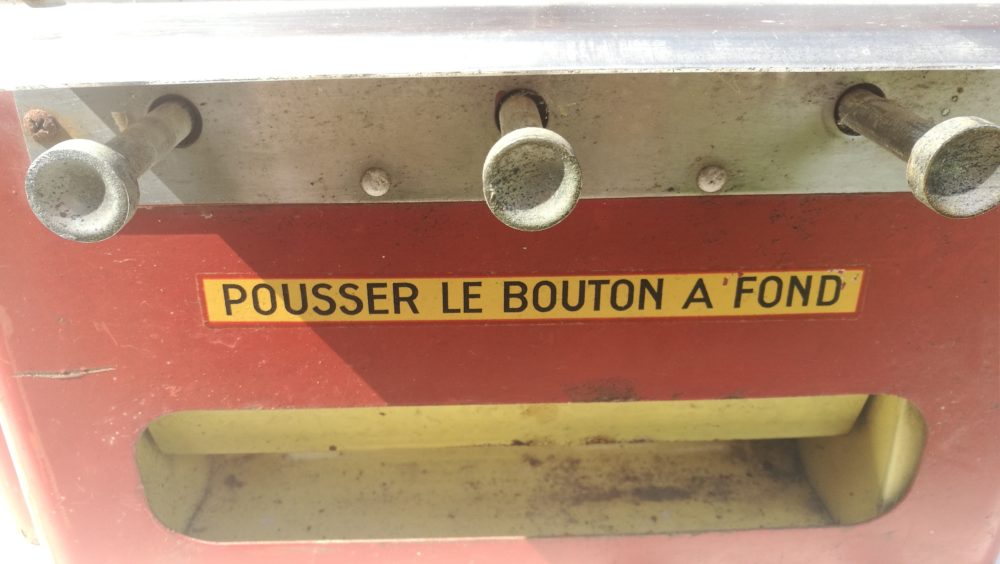 POUSSER LE BOUTON A FOND